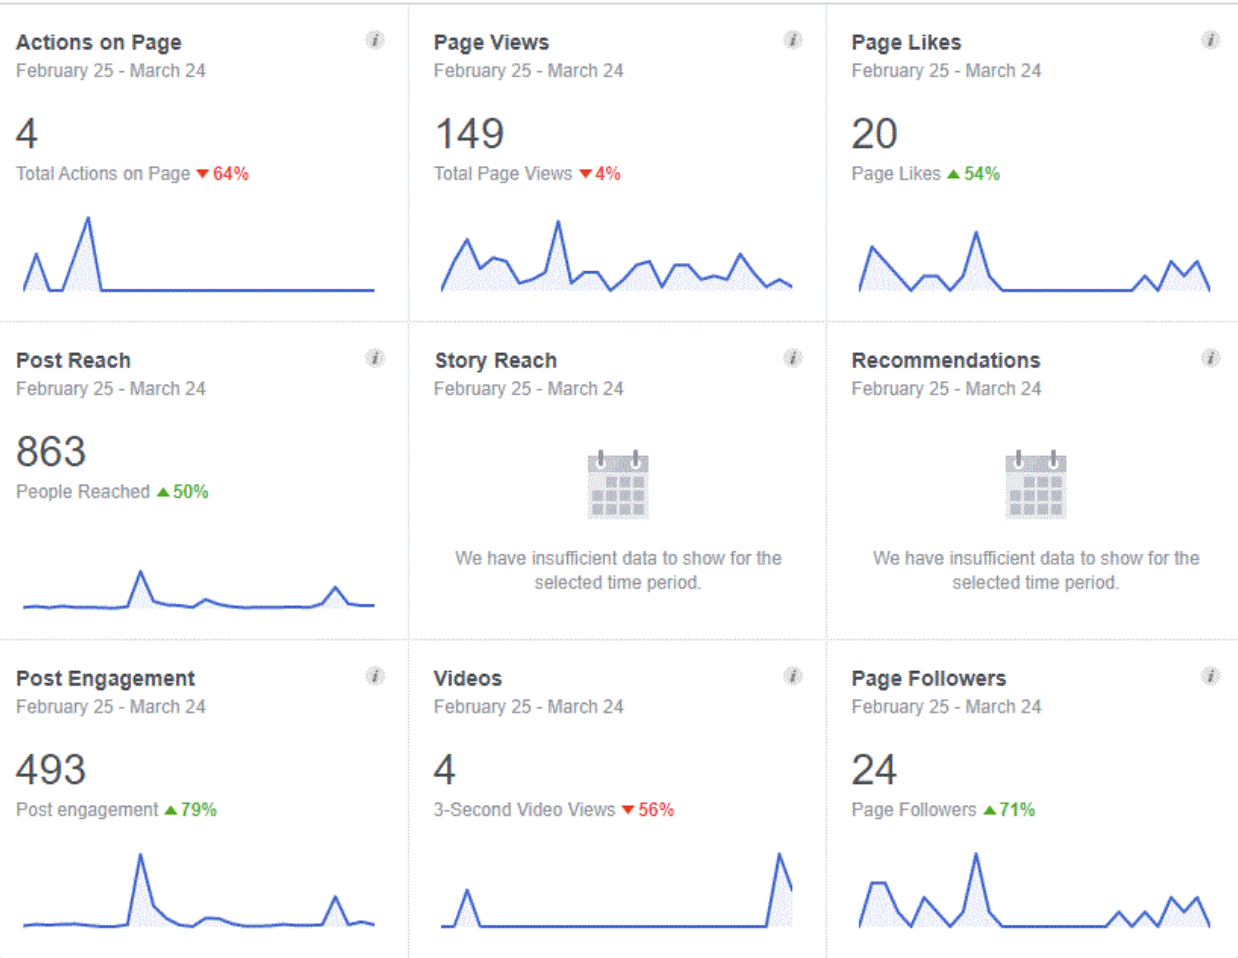 Actions on Page
February 25 - March 24
4
Total Actions on Page ▼ 64%
Page Views
February 25 - March 24
149
Total Page Views ▼ 4%
Page Likes
February 25 - March 24
20
Page Likes ▲ 54%
Post Reach
February 25 - March 24
863
People Reached ▲ 50%
Story Reach
February 25 - March 24
We have insufficient data to show for the
selected time period.
Recommendations
February 25 - March 24
We have insufficient data to show for the
selected time period.
Post Engagement
February 25 - March 24
493
Post engagement ▲ 79%
Videos
February 25 - March 24
4
3-Second Video Views ▼ 56%
Page Followers
February 25 - March 24
24
Page Followers ▲ 71%